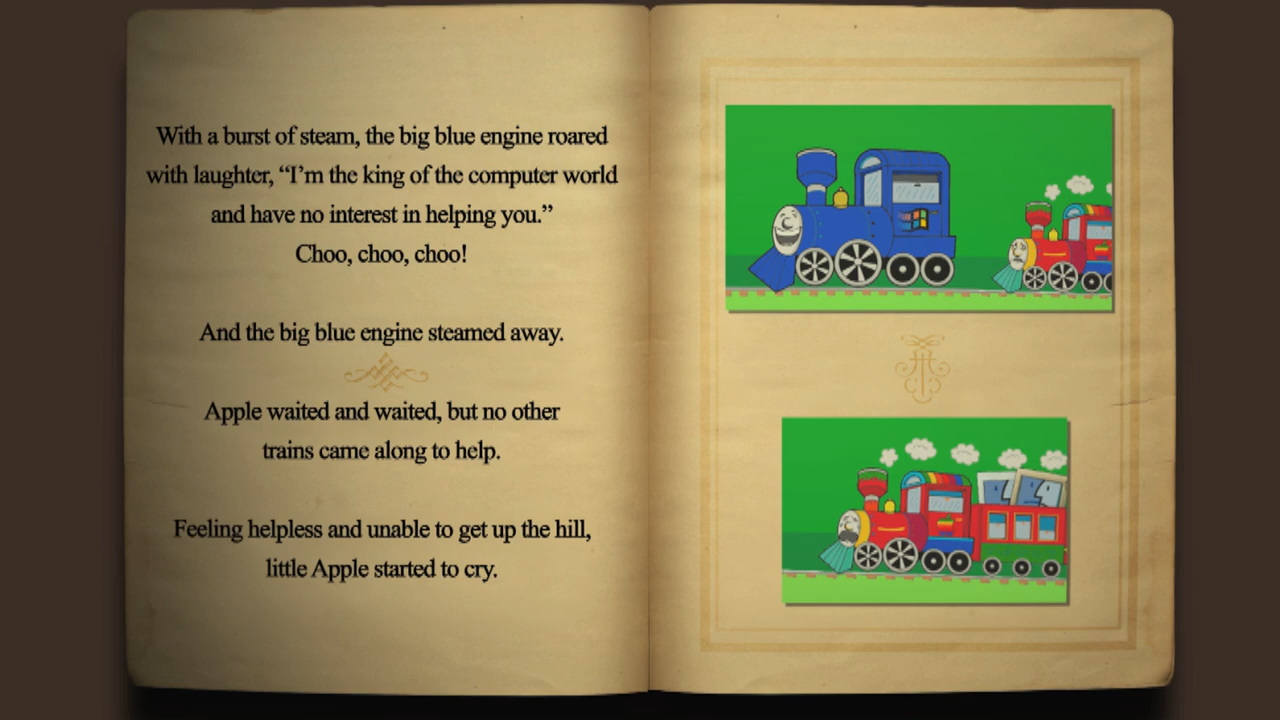 With a burst of steam, the big blue engine roared
with laughter, “I’m the king of the computer world
and have no interest in helping you.”
Choo, choo, choo!
And the big blue engine steamed away.
Apple waited and waited, but no other
trains came along to help.
Feeling helpless and unable to get up the hill,
little Apple started to cry.